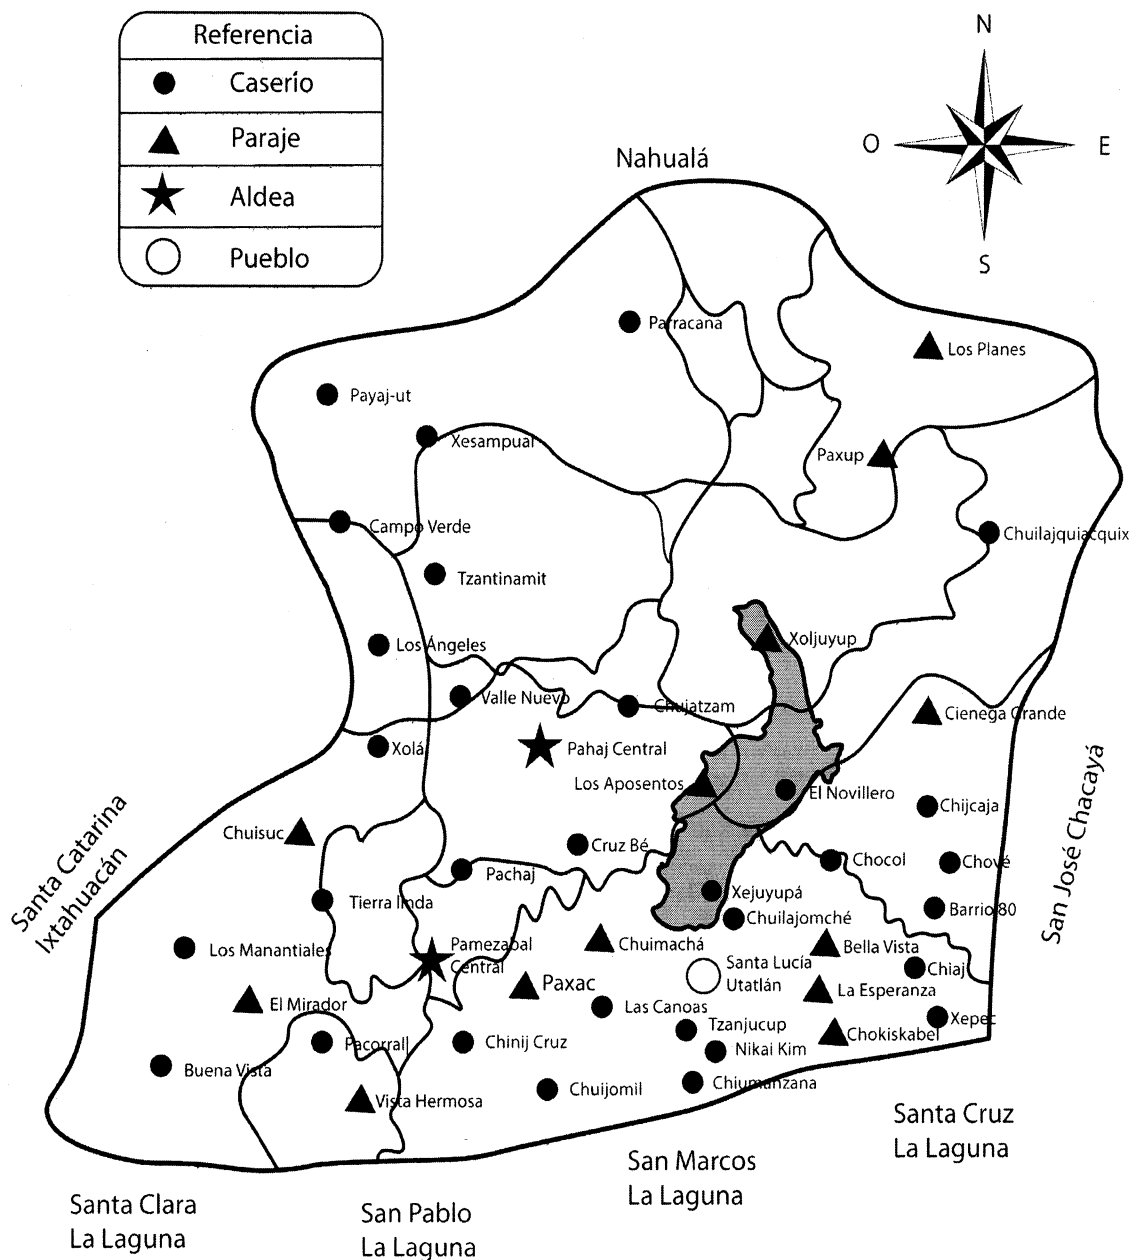 Referencia
Caserío
Paraje
Aldea
Pueblo
N
O
E
S
Nahualá
Parracana
Los Planes
Payaj-ut
Xesampual
Paxup
Campo Verde
Chuilajquiacquix
Tzantinamit
Los Ángeles
Xoljuyup
Valle Nuevo
Chujatzam
Cienega Grande
Xolá
Pahaj Central
Los Aposentos
El Novillero
Chijcaja
Chuisuc
Cruz Bé
Chocol
Chové
Pachaj
Santa Catarina
Ixtahuacán
San José Chacayá
Tierra linda
Xejuyupá
Chuilajomché
Barrio 80
Los Manantiales
Pamezabal
Central
Chuimachá
Bella Vista
Santa Lucía
Utatlán
Chiaj
Paxac
La Esperanza
El Mirador
Las Canoas
Xepec
Tzanjucup
Chokiskabel
Pacorrall
Chinij Cruz
Nikai Kim
Buena Vista
Chuijomil
Chiumanzana
Vista Hermosa
Santa Cruz
La Laguna
San Marcos
La Laguna
Santa Clara
La Laguna
San Pablo
La Laguna